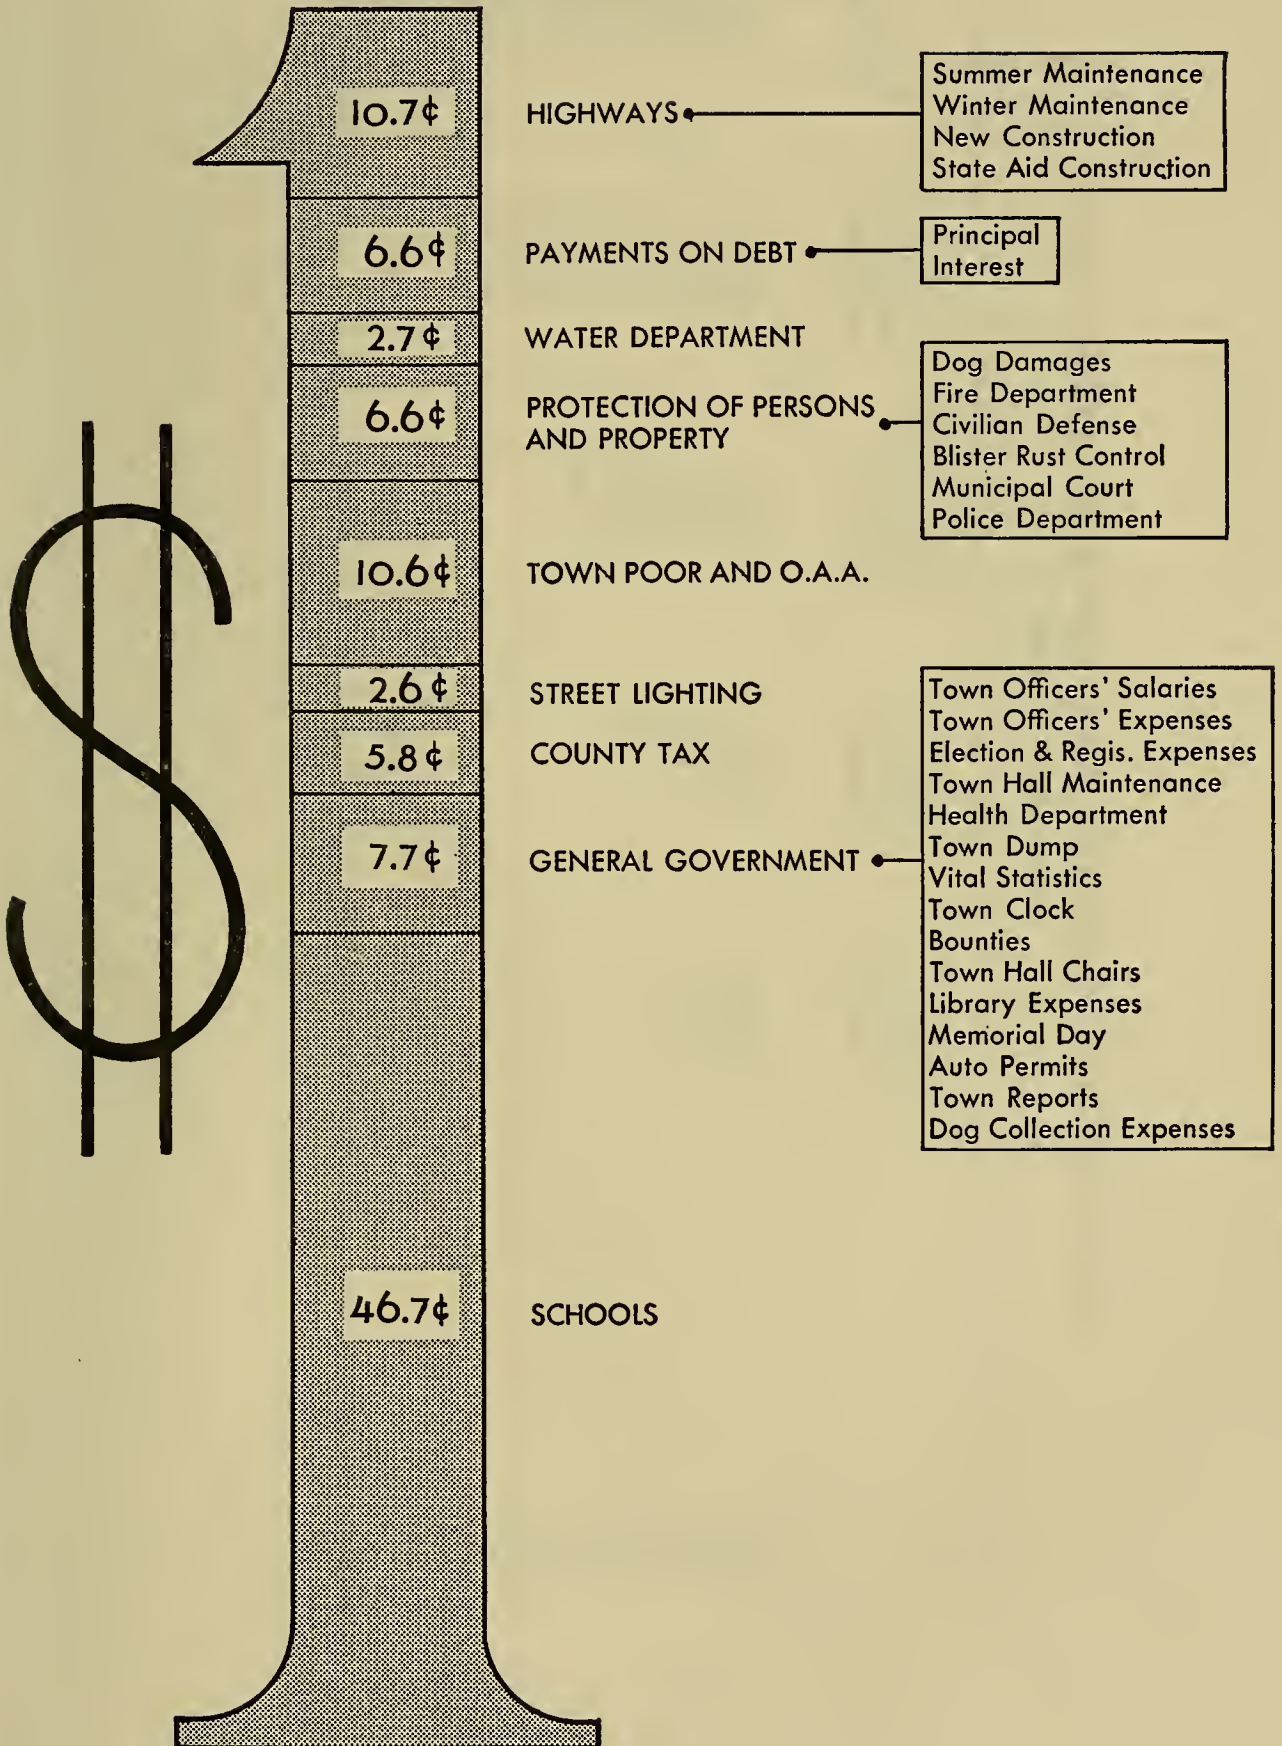 $
1
10.7¢ HIGHWAYS
Summer Maintenance
Winter Maintenance
New Construction
State Aid Construction
6.6¢ PAYMENTS ON DEBT
Principal
Interest
2.7¢ WATER DEPARTMENT
6.6¢ PROTECTION OF PERSONS
AND PROPERTY
Dog Damages
Fire Department
Civilian Defense
Blister Rust Control
Municipal Court
Police Department
10.6¢ TOWN POOR AND O.A.A.
2.6¢ STREET LIGHTING
5.8¢ COUNTY TAX
7.7¢ GENERAL GOVERNMENT
Town Officers' Salaries
Town Officers' Expenses
Election & Regis. Expenses
Town Hall Maintenance
Health Department
Town Dump
Vital Statistics
Town Clock
Bounties
Town Hall Chairs
Library Expenses
Memorial Day
Auto Permits
Town Reports
Dog Collection Expenses
46.7¢ SCHOOLS